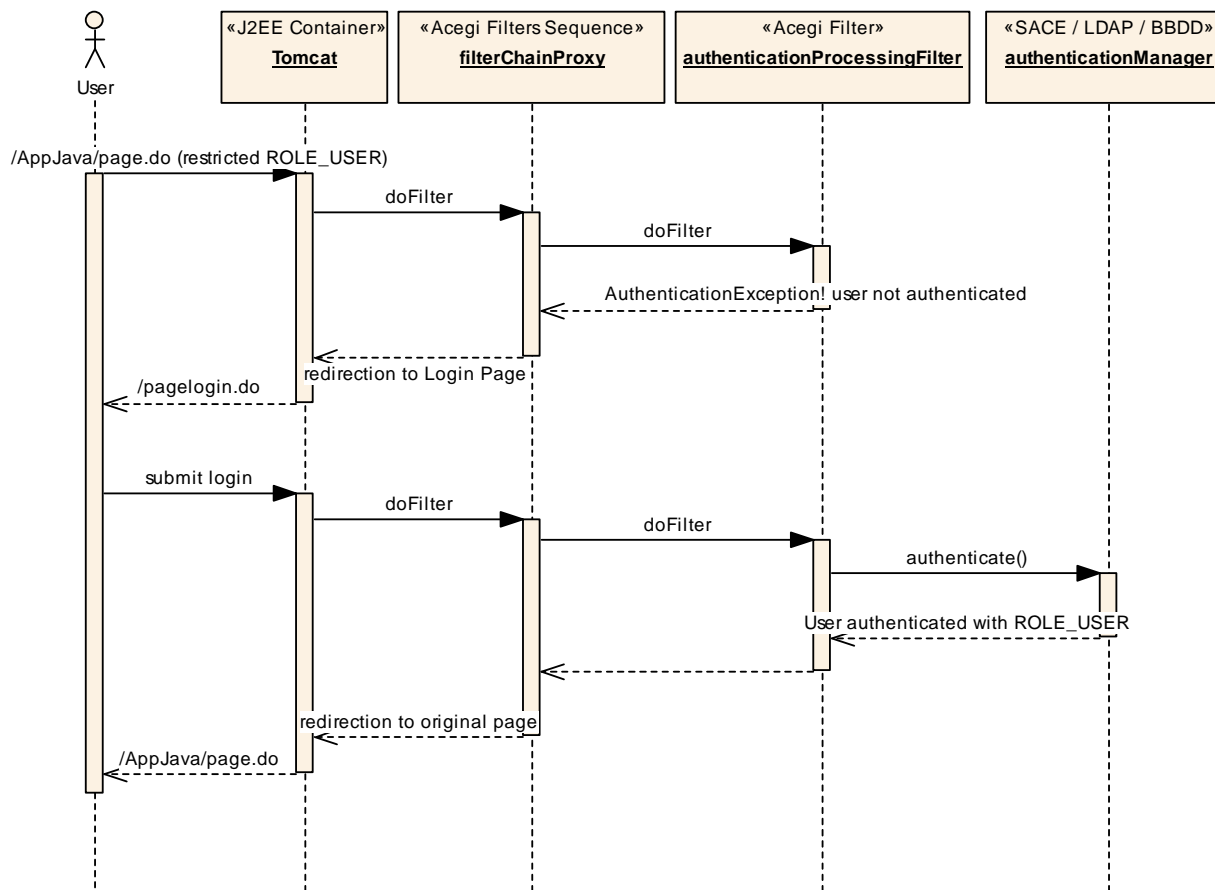 «J2EE Container»
Tomcat
«Acegi Filters Sequence»
filterChainProxy
«Acegi Filter»
authenticationProcessingFilter
«SACE / LDAP / BBDD»
authenticationManager
User
/AppJava/page.do (restricted ROLE_USER)
doFilter
doFilter
AuthenticationException! user not authenticated
redirection to Login Page
/pagelogin.do
submit login
doFilter
doFilter
authenticate()
User authenticated with ROLE_USER
redirection to original page
/AppJava/page.do